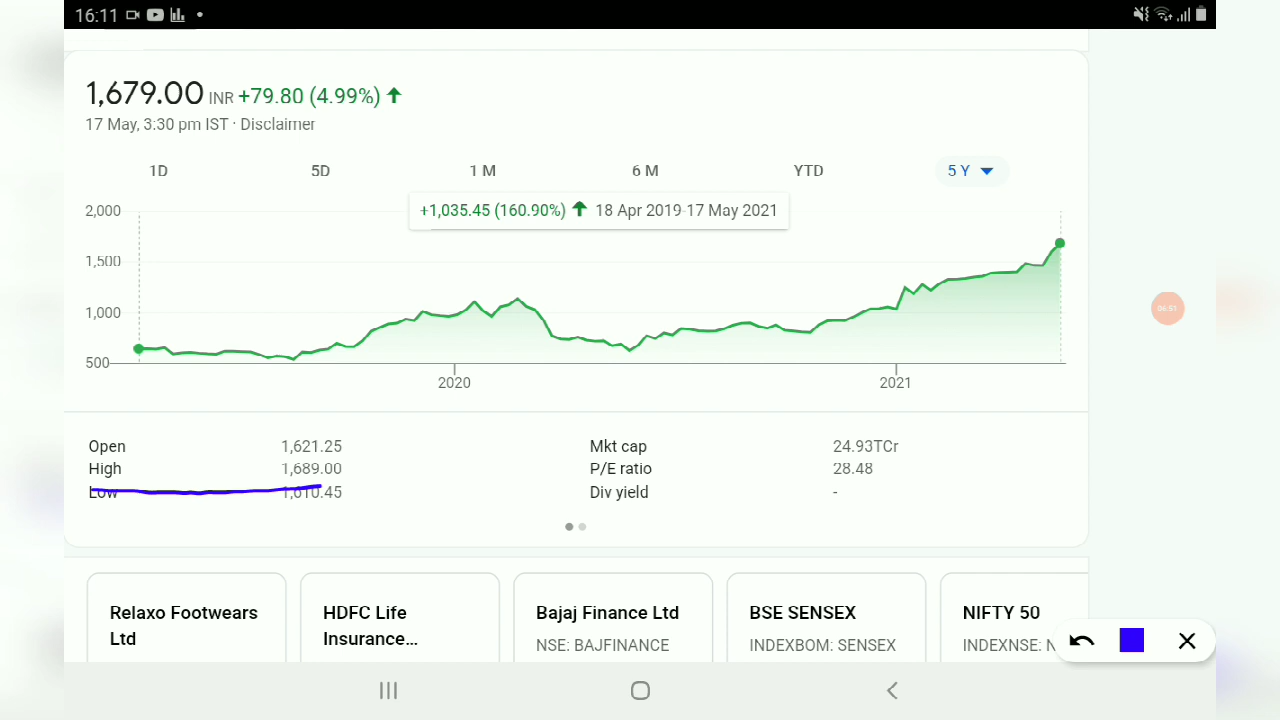 16:11
1,679.00 INR +79.80 (4.99%)
17 May, 3:30 pm IST · Disclaimer
1D 5D 1 M 6 M YTD 5 Y
+1,035.45 (160.90%) 18 Apr 2019-17 May 2021
2,000
1,500
1,000
500
2020 2021
Open 1,621.25 Mkt cap 24.93TCr
High 1,689.00 P/E ratio 28.48
Low 1,610.45 Div yield -
Relaxo Footwears HDFC Life Bajaj Finance Ltd BSE SENSEX NIFTY 50
Ltd Insurance... NSE: BAJFINANCE INDEXBOM: SENSEX INDEXNSE: N